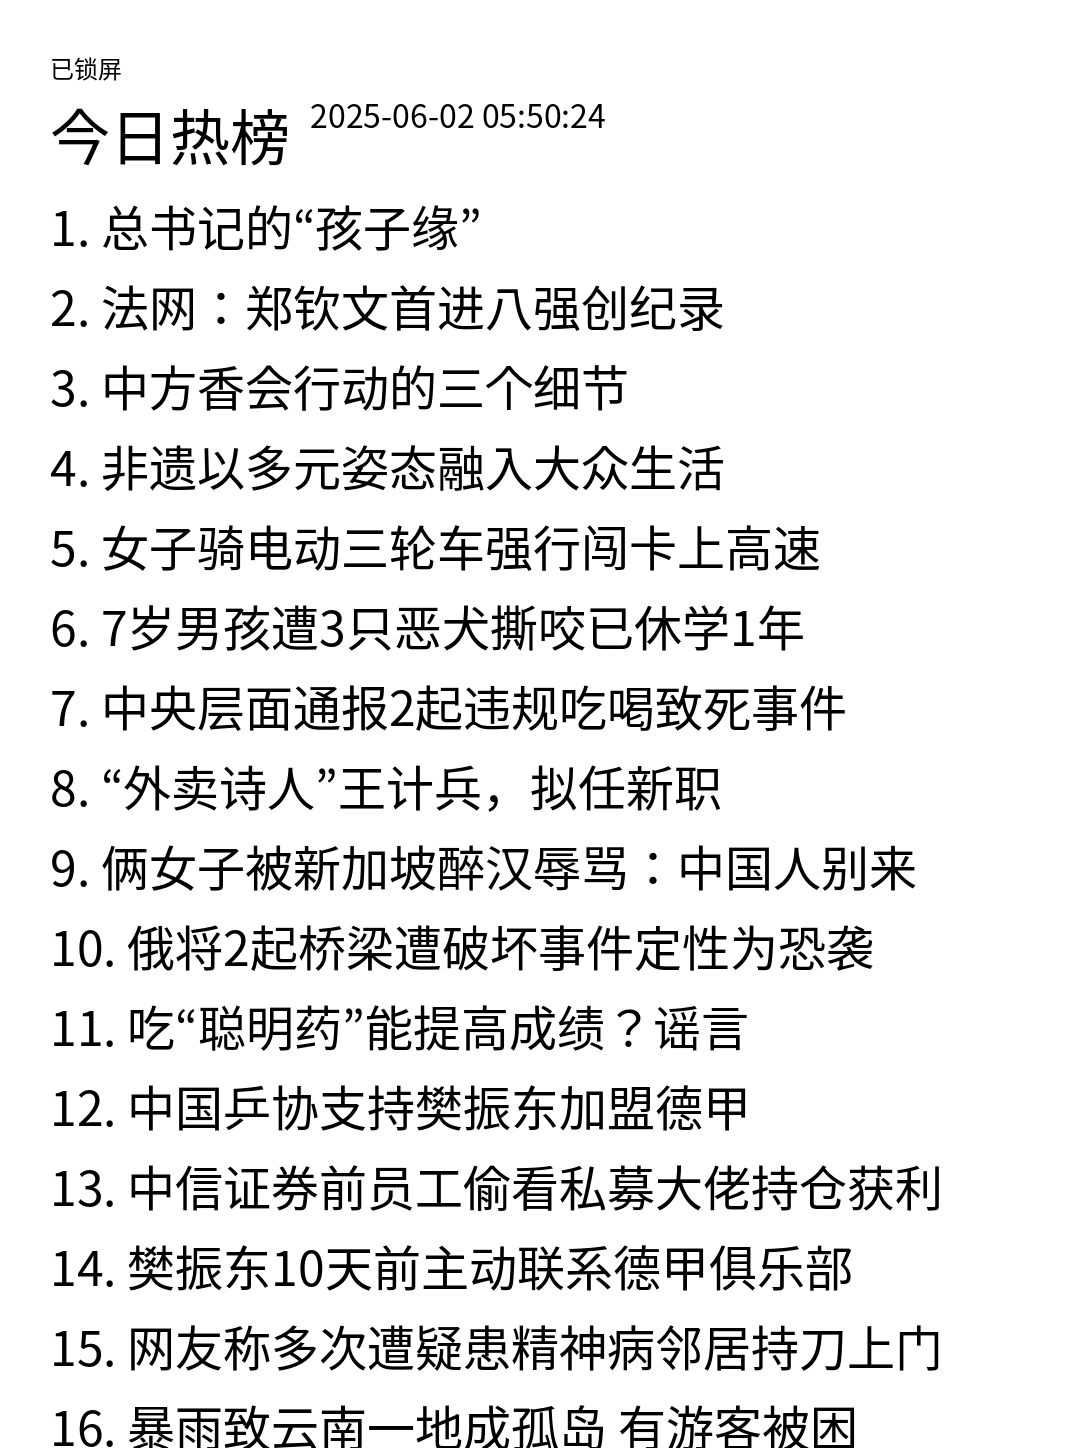 已锁屏
今日热榜 2025-06-02 05:50:24
1. 总书记的“孩子缘”
2. 法网：郑钦文首进八强创纪录
3. 中方香会行动的三个细节
4. 非遗以多元姿态融入大众生活
5. 女子骑电动三轮车强行闯卡上高速
6. 7岁男孩遭3只恶犬撕咬已休学1年
7. 中央层面通报2起违规吃喝致死事件
8. “外卖诗人”王计兵，拟任新职
9. 俩女子被新加坡醉汉辱骂：中国人别来
10. 俄将2起桥梁遭破坏事件定性为恐袭
11. 吃“聪明药”能提高成绩？谣言
12. 中国乒协支持樊振东加盟德甲
13. 中信证券前员工偷看私募大佬持仓获利
14. 樊振东10天前主动联系德甲俱乐部
15. 网友称多次遭疑患精神病邻居持刀上门
16. 暴雨致云南一地成孤岛 有游客被困